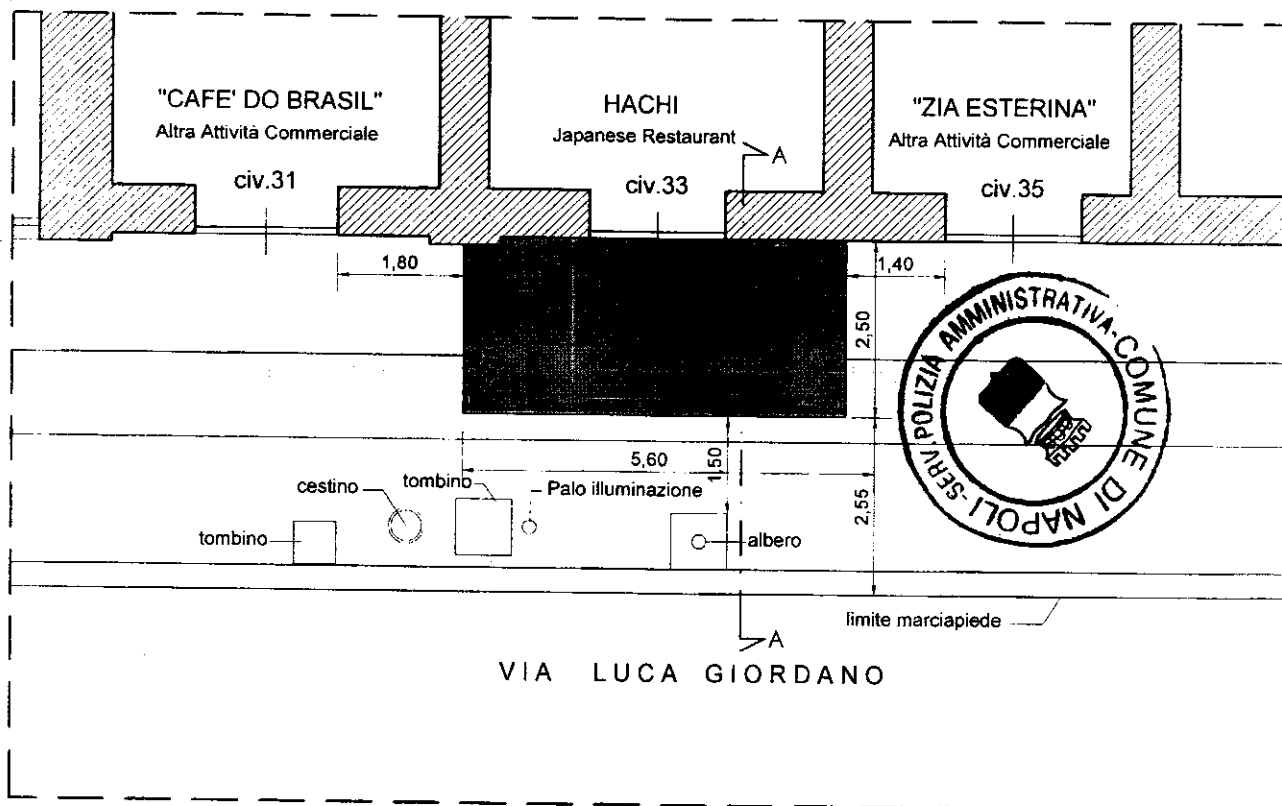 "CAFE' DO BRASIL"
Altra Attività Commerciale
civ.31
HACHI
Japanese Restaurant
A
civ.33
"ZIA ESTERINA"
Altra Attività Commerciale
civ.35
1,80
1,40
2,50
5,60
1,50
2,55
tombino
cestino
tombino
Palo illuminazione
albero
limite marciapiede
A
VIA LUCA GIORDANO
COMUNE DI NAPOLI - SERV. POLIZIA AMMINISTRATIVA -